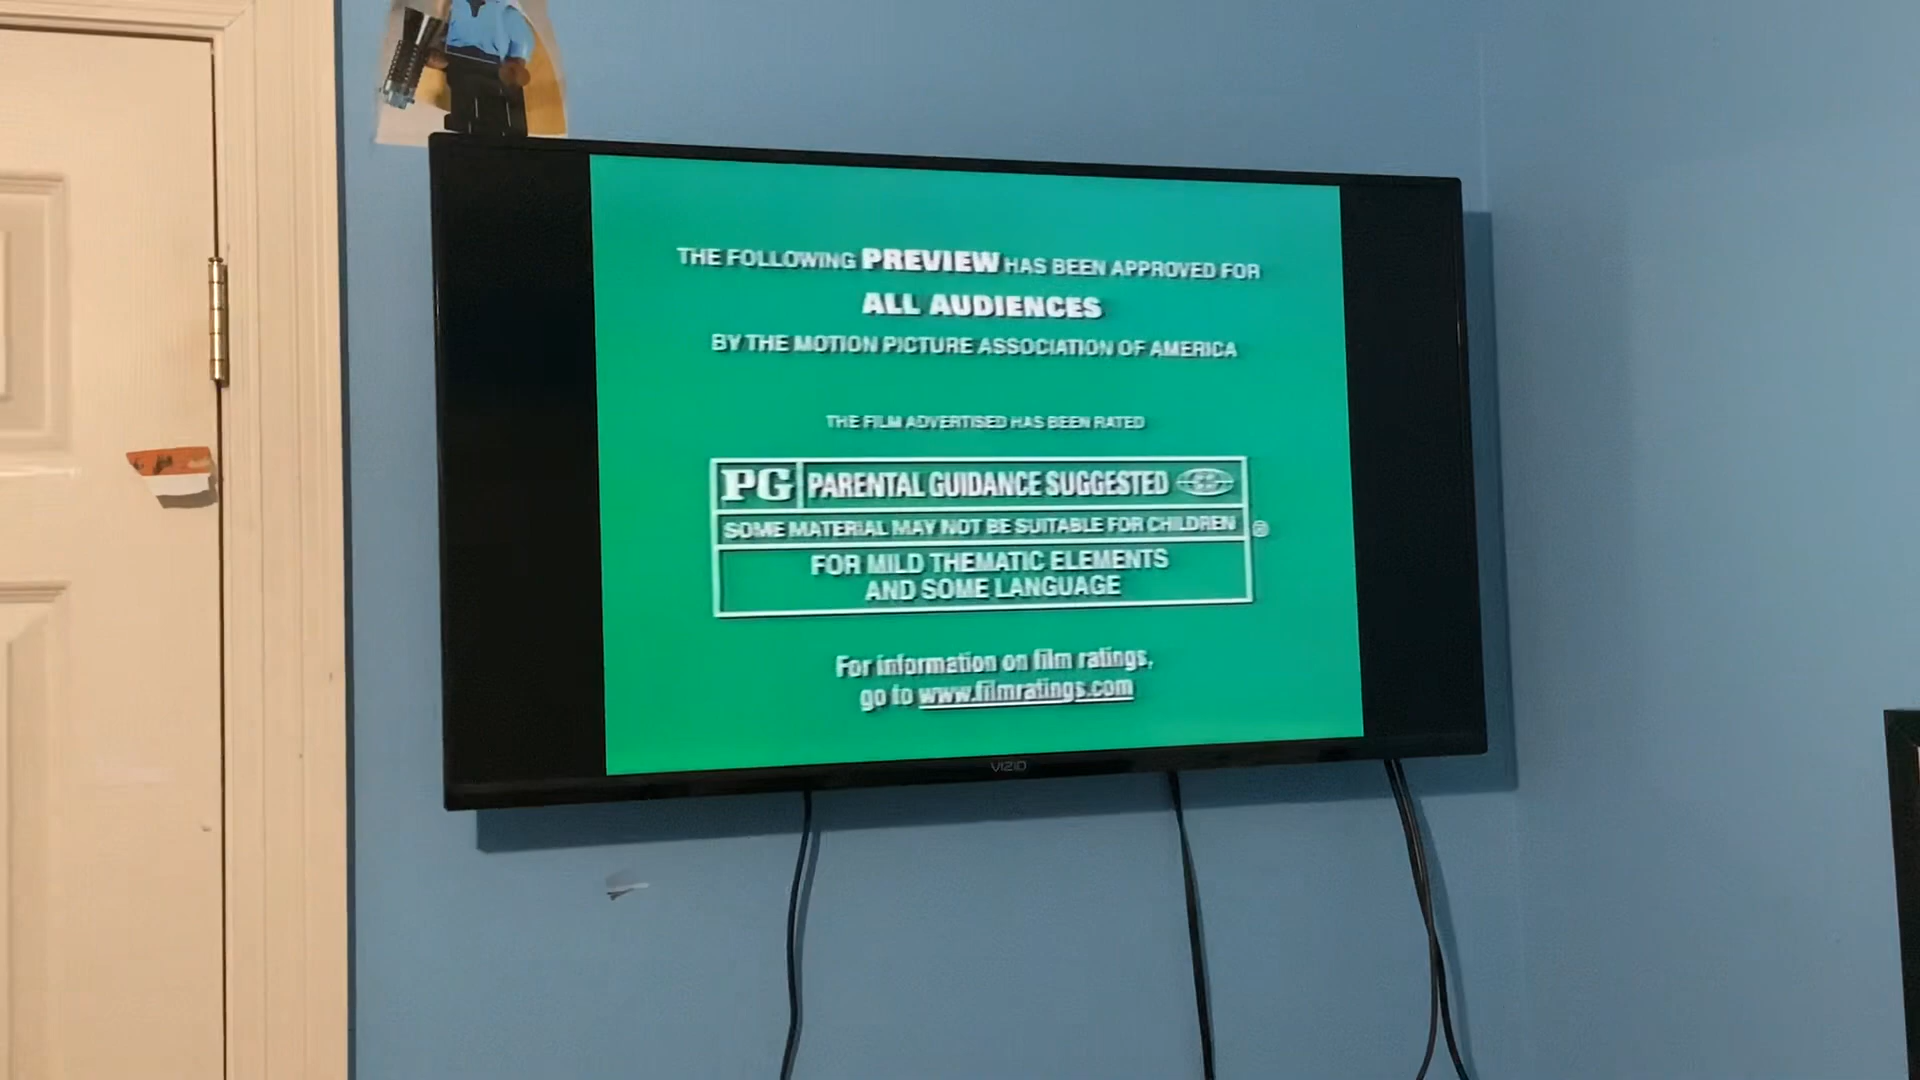 THE FOLLOWING PREVIEW HAS BEEN APPROVED FOR
ALL AUDIENCES
BY THE MOTION PICTURE ASSOCIATION OF AMERICA
THE FILM ADVERTISED HAS BEEN RATED
PG PARENTAL GUIDANCE SUGGESTED
SOME MATERIAL MAY NOT BE SUITABLE FOR CHILDREN ®
FOR MILD THEMATIC ELEMENTS
AND SOME LANGUAGE
For information on film ratings,
go to www.filmratings.com
VIZIO